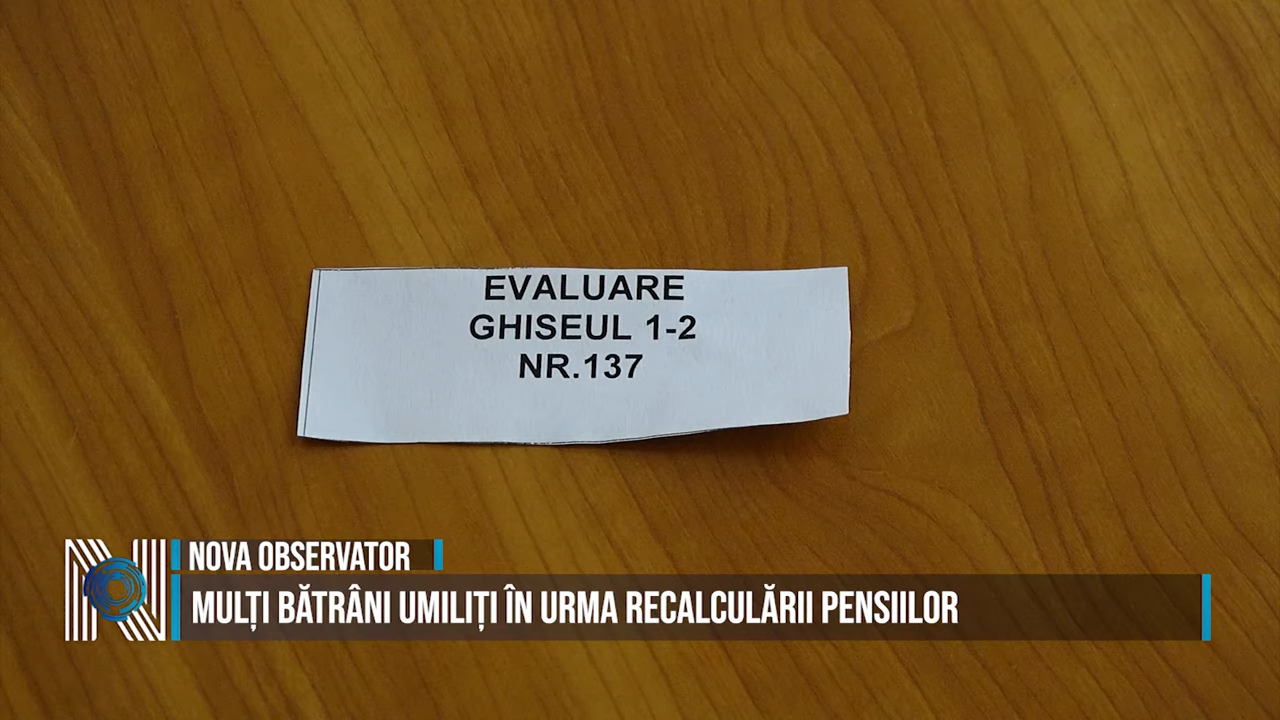 EVALUARE
GHISEUL 1-2
NR.137
NOVA OBSERVATOR
MULȚI BĂTRÂNI UMILIȚI ÎN URMA RECALCULĂRII PENSIILOR